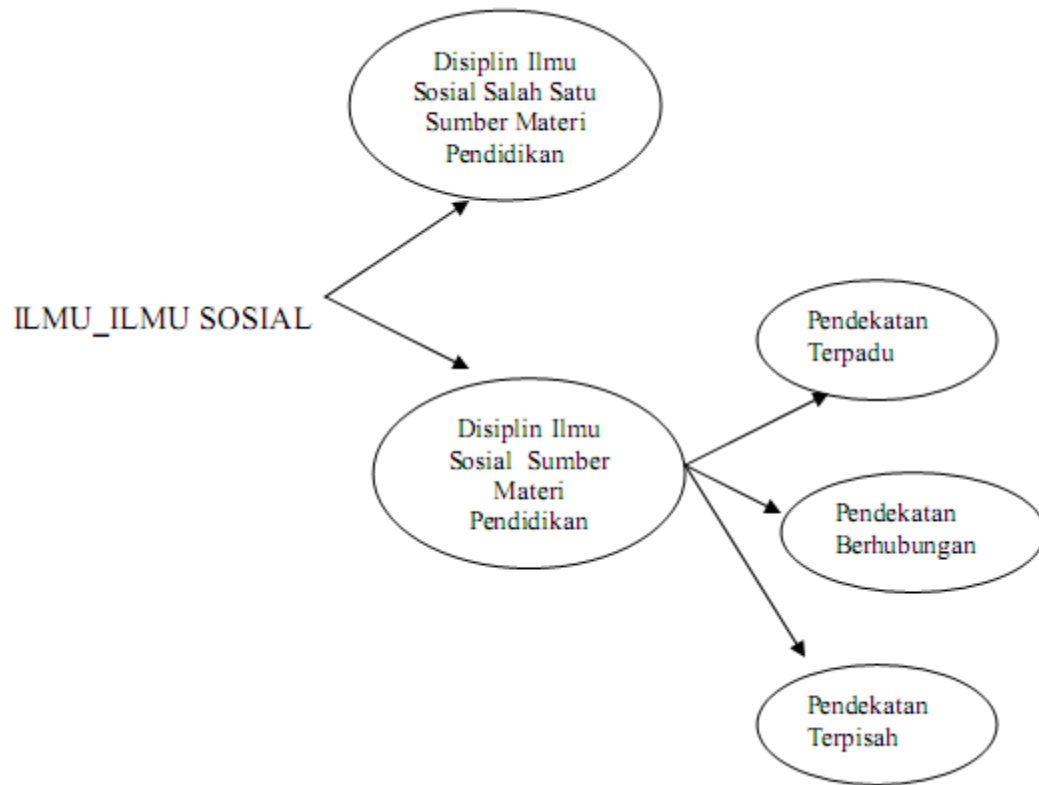 Disiplin Ilmu
Sosial Salah Satu
Sumber Materi
Pendidikan
ILMU_ILMU SOSIAL
Pendekatan
Terpadu
Disiplin Ilmu
Sosial Sumber
Materi
Pendidikan
Pendekatan
Berhubungan
Pendekatan
Terpisah